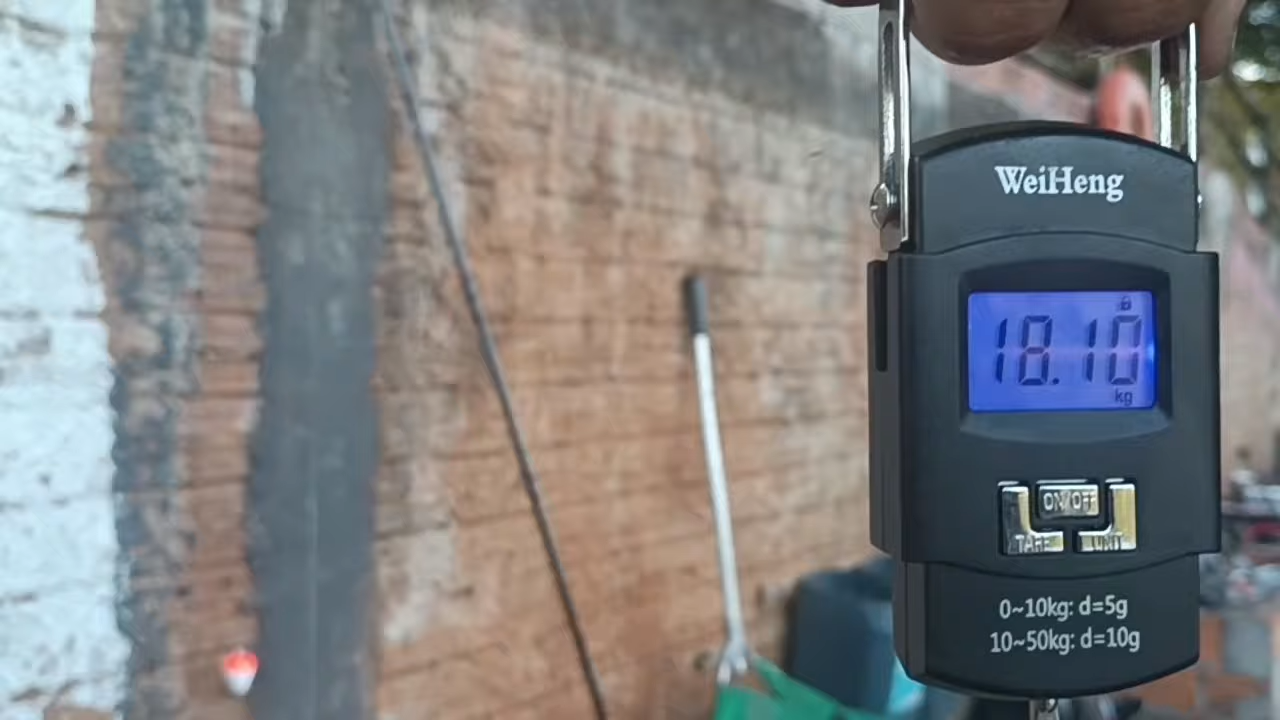 WeiHeng
18.10
kg
ON/OFF
TARE UNIT
0~10kg: d=5g
10~50kg: d=10g